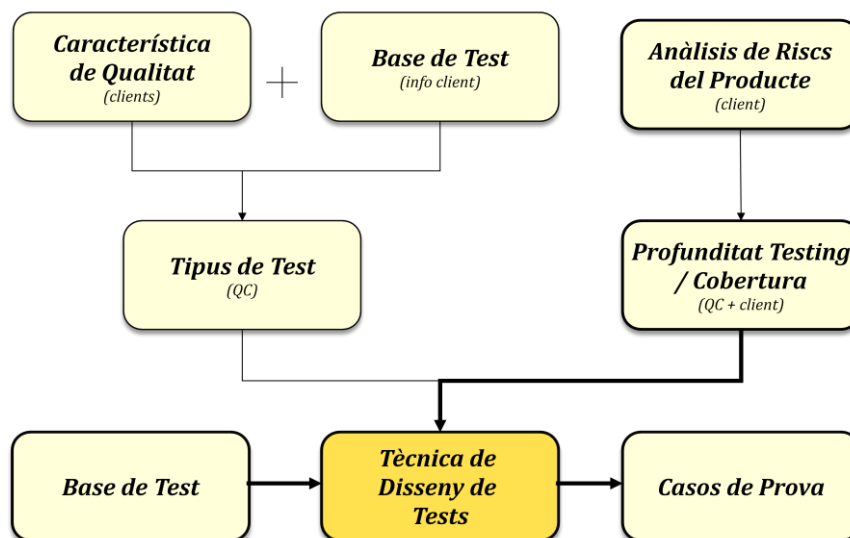 Característica
de Qualitat
(clients)
+
Base de Test
(info client)
Anàlisis de Riscs
del Producte
(client)
Tipus de Test
(QC)
Profunditat Testing
/ Cobertura
(QC + client)
Base de Test
Tècnica de
Disseny de
Tests
Casos de Prova